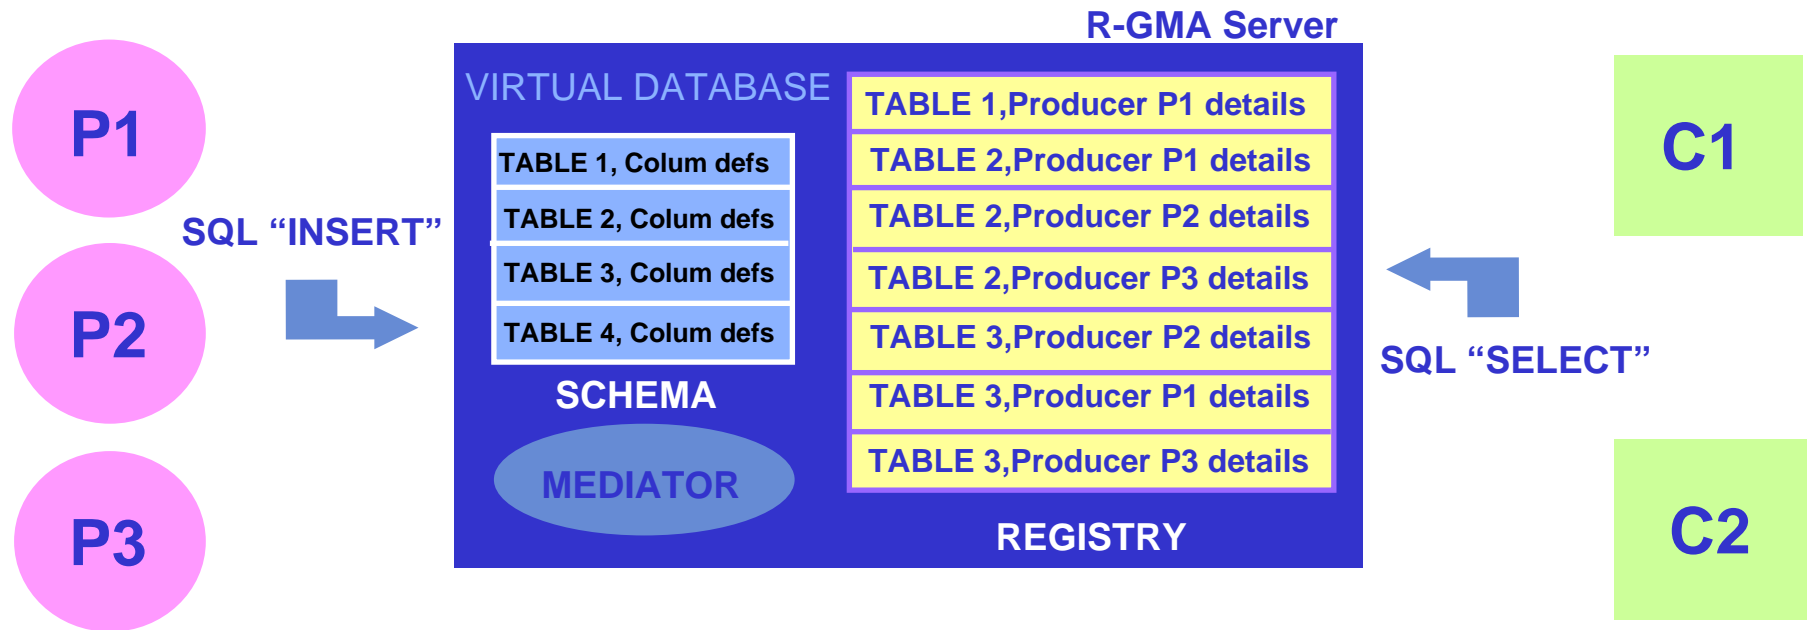 R-GMA Server
P1
P2
P3
SQL “INSERT”
VIRTUAL DATABASE
TABLE 1, Colum defs
TABLE 2, Colum defs
TABLE 3, Colum defs
TABLE 4, Colum defs
SCHEMA
MEDIATOR
TABLE 1,Producer P1 details
TABLE 2,Producer P1 details
TABLE 2,Producer P2 details
TABLE 2,Producer P3 details
TABLE 3,Producer P2 details
TABLE 3,Producer P1 details
TABLE 3,Producer P3 details
REGISTRY
SQL “SELECT”
C1
C2